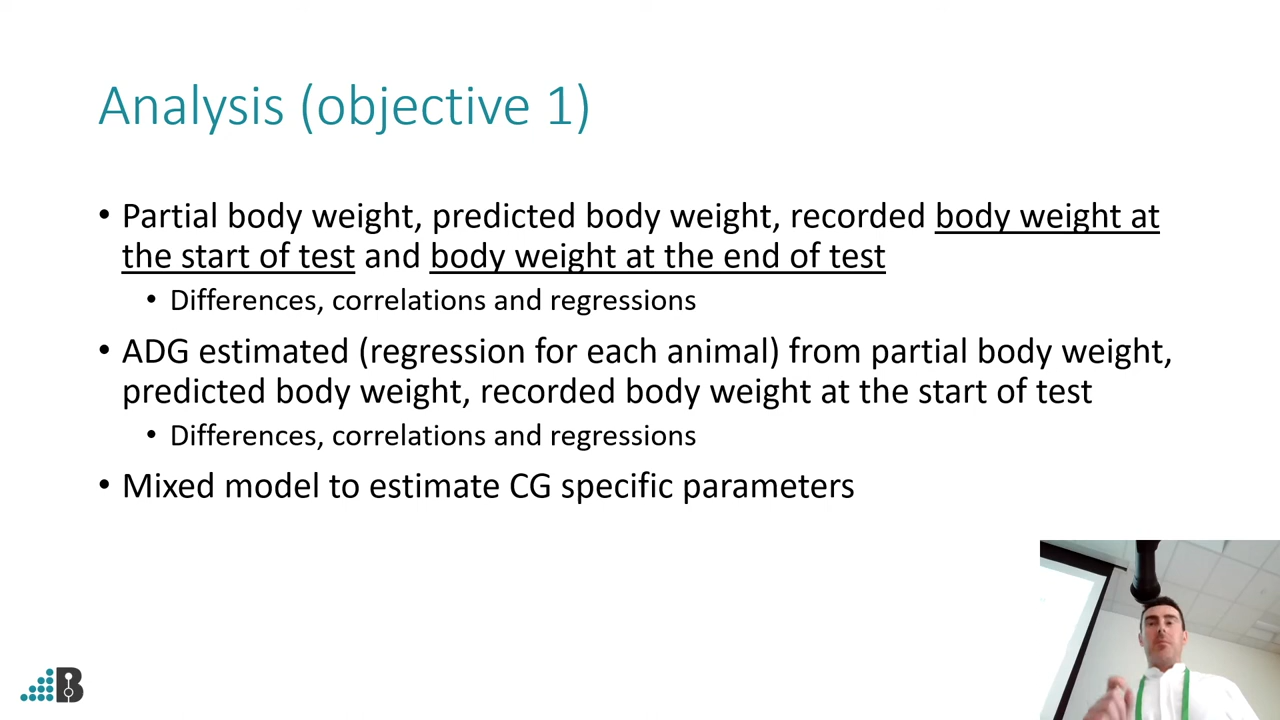 Analysis (objective 1)
• Partial body weight, predicted body weight, recorded body weight at
the start of test and body weight at the end of test
• Differences, correlations and regressions
• ADG estimated (regression for each animal) from partial body weight,
predicted body weight, recorded body weight at the start of test
• Differences, correlations and regressions
• Mixed model to estimate CG specific parameters
B